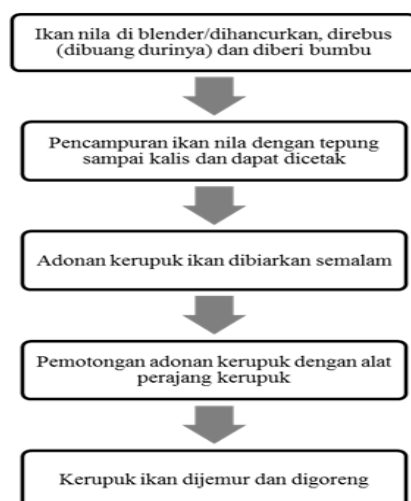 Ikan nila di blender/dihancurkan, direbus
(dibuang durinya) dan diberi bumbu
Pencampuran ikan nila dengan tepung
sampai kalis dan dapat dicetak
Adonan kerupuk ikan dibiarkan semalam
Pemotongan adonan kerupuk dengan alat
perajang kerupuk
Kerupuk ikan dijemur dan digoreng